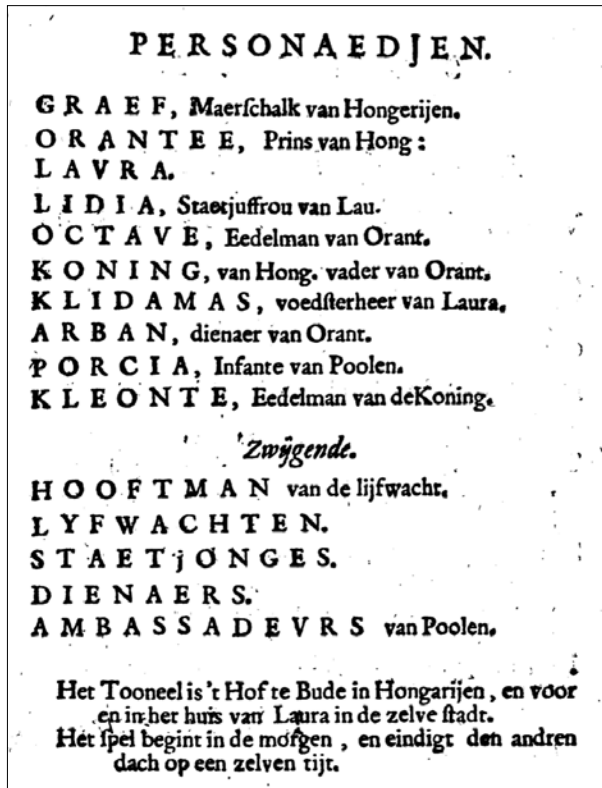 PERSONAEDJEN.
GRAEF, Maerſchalk van Hongerijen.
ORANTEE, Prins van Hong:
LAVRA.
LIDIA, Staetjuffrou van Lau.
OCTAVE, Eedelman van Orant.
KONING, van Hong. vader van Orant.
KLIDAMAS, voedſterheer van Laura.
ARBAN, dienaer van Orant.
PORCIA, Infante van Poolen.
KLEONTE, Eedelman van deKoning.
Zwijgende.
HOOFTMAN van de lijfwacht.
LYFWACHTEN.
STAETjONGES.
DIENAERS.
AMBASSADEVRS van Poolen.
Het Tooneel is 't Hof te Bude in Hongarijen, en voor
en in het huis van Laura in de zelve ſtadt.
Het ſpel begint in de morgen, en eindigt den andren
dach op een zelven tijt.